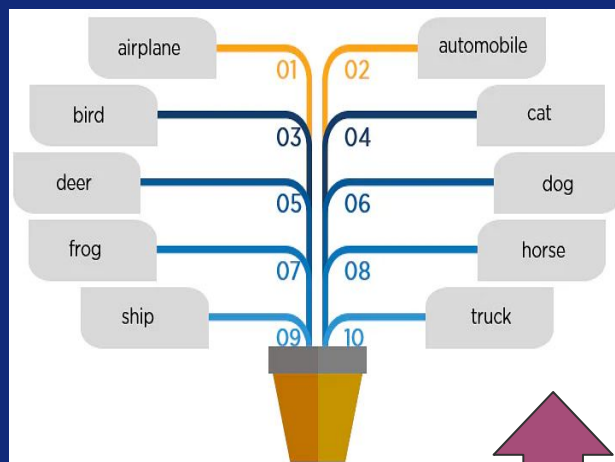 airplane
01
02
automobile
bird
03
04
cat
deer
05
06
dog
frog
07
08
horse
ship
09
10
truck